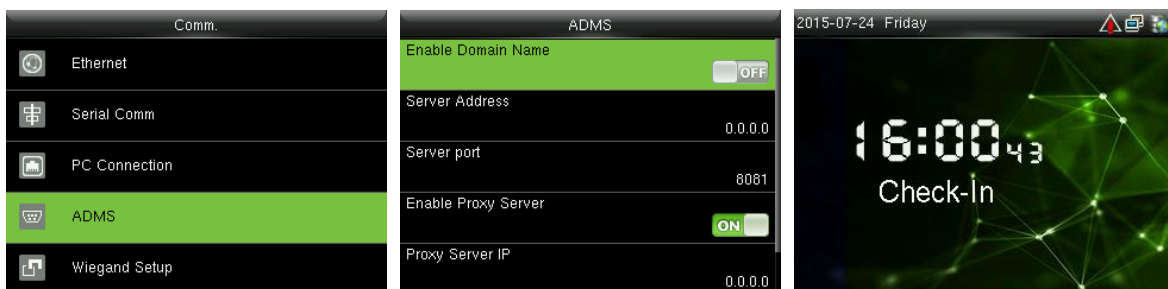 Comm.
Ethernet
Serial Comm
PC Connection
ADMS
Wiegand Setup
ADMS
Enable Domain Name
OFF
Server Address
0.0.0.0
Server port
8081
Enable Proxy Server
ON
Proxy Server IP
0.0.0.0
2015-07-24 Friday
16:00 43
Check-In